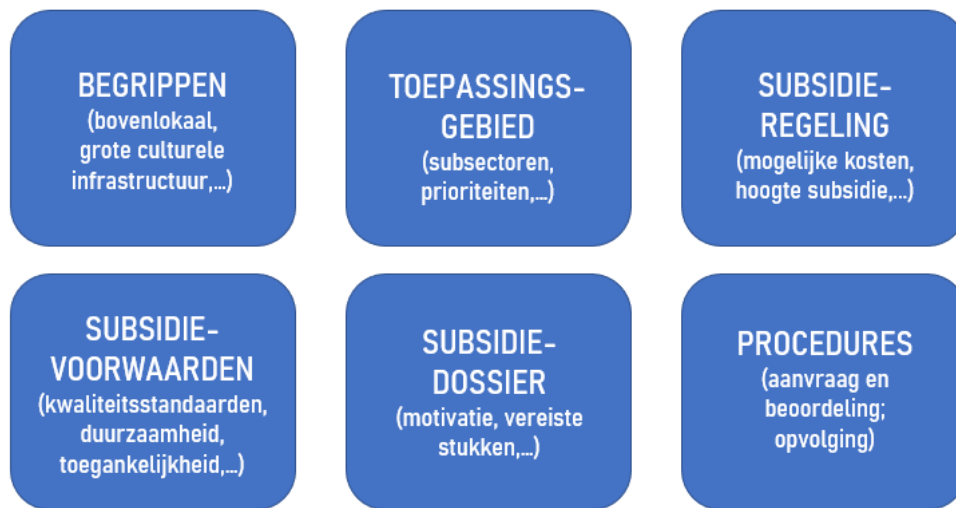 BEGRIPPEN
(bovenlokaal,
grote culturele
infrastructuur,...)
TOEPASSINGS-
GEBIED
(subsectoren,
prioriteiten,...)
SUBSIDIE-
REGELING
(mogelijke kosten,
hoogte subsidie,...)
SUBSIDIE-
VOORWAARDEN
(kwaliteitsstandaarden,
duurzaamheid,
toegankelijkheid,...)
SUBSIDIE-
DOSSIER
(motivatie, vereiste
stukken,...)
PROCEDURES
(aanvraag en
beoordeling;
opvolging)